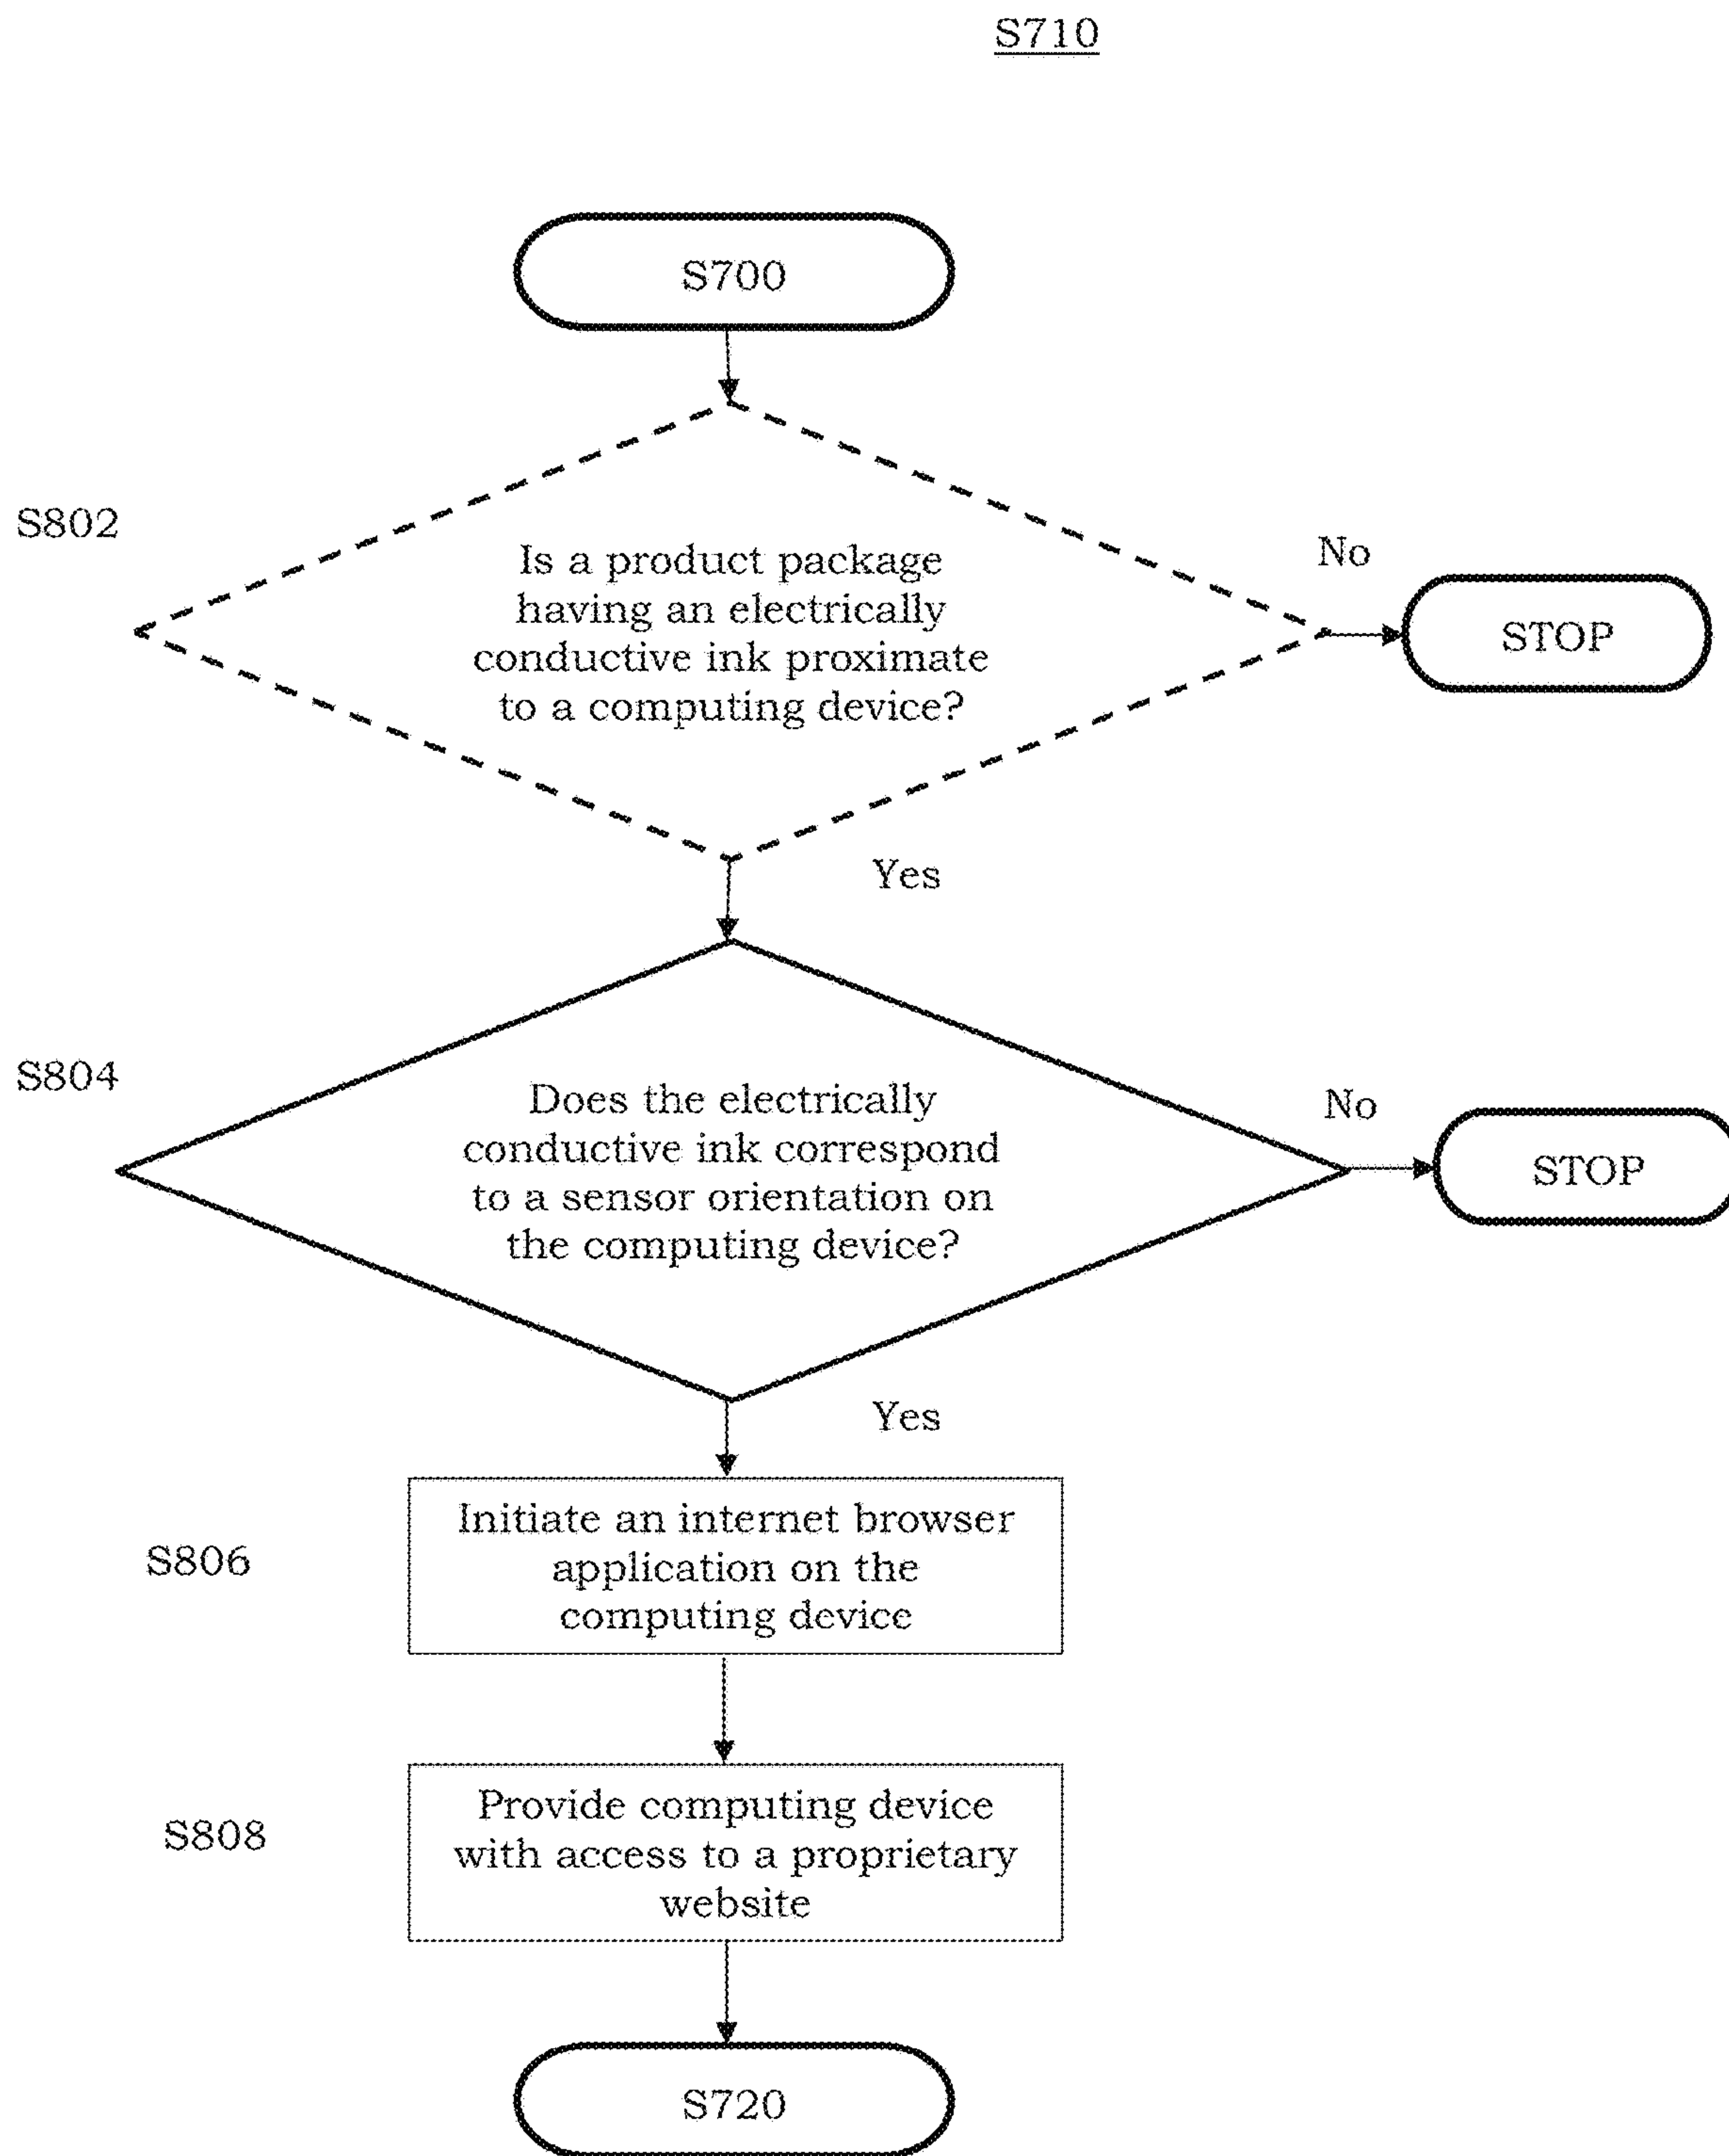 S710
S700
S802
Is a product package
having an electrically
conductive ink proximate
to a computing device?
No
STOP
Yes
S804
Does the electrically
conductive ink correspond
to a sensor orientation on
the computing device?
No
STOP
Yes
S806
Initiate an internet browser
application on the
computing device
S808
Provide computing device
with access to a proprietary
website
S720